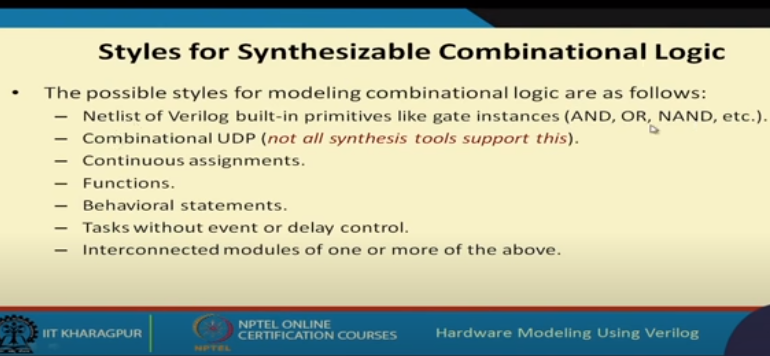 Styles for Synthesizable Combinational Logic
• The possible styles for modeling combinational logic are as follows:
– Netlist of Verilog built-in primitives like gate instances (AND, OR, NAND, etc.).
– Combinational UDP (not all synthesis tools support this).
– Continuous assignments.
– Functions.
– Behavioral statements.
– Tasks without event or delay control.
– Interconnected modules of one or more of the above.
IIT KHARAGPUR
NPTEL ONLINE
CERTIFICATION COURSES
NPTEL
Hardware Modeling Using Verilog